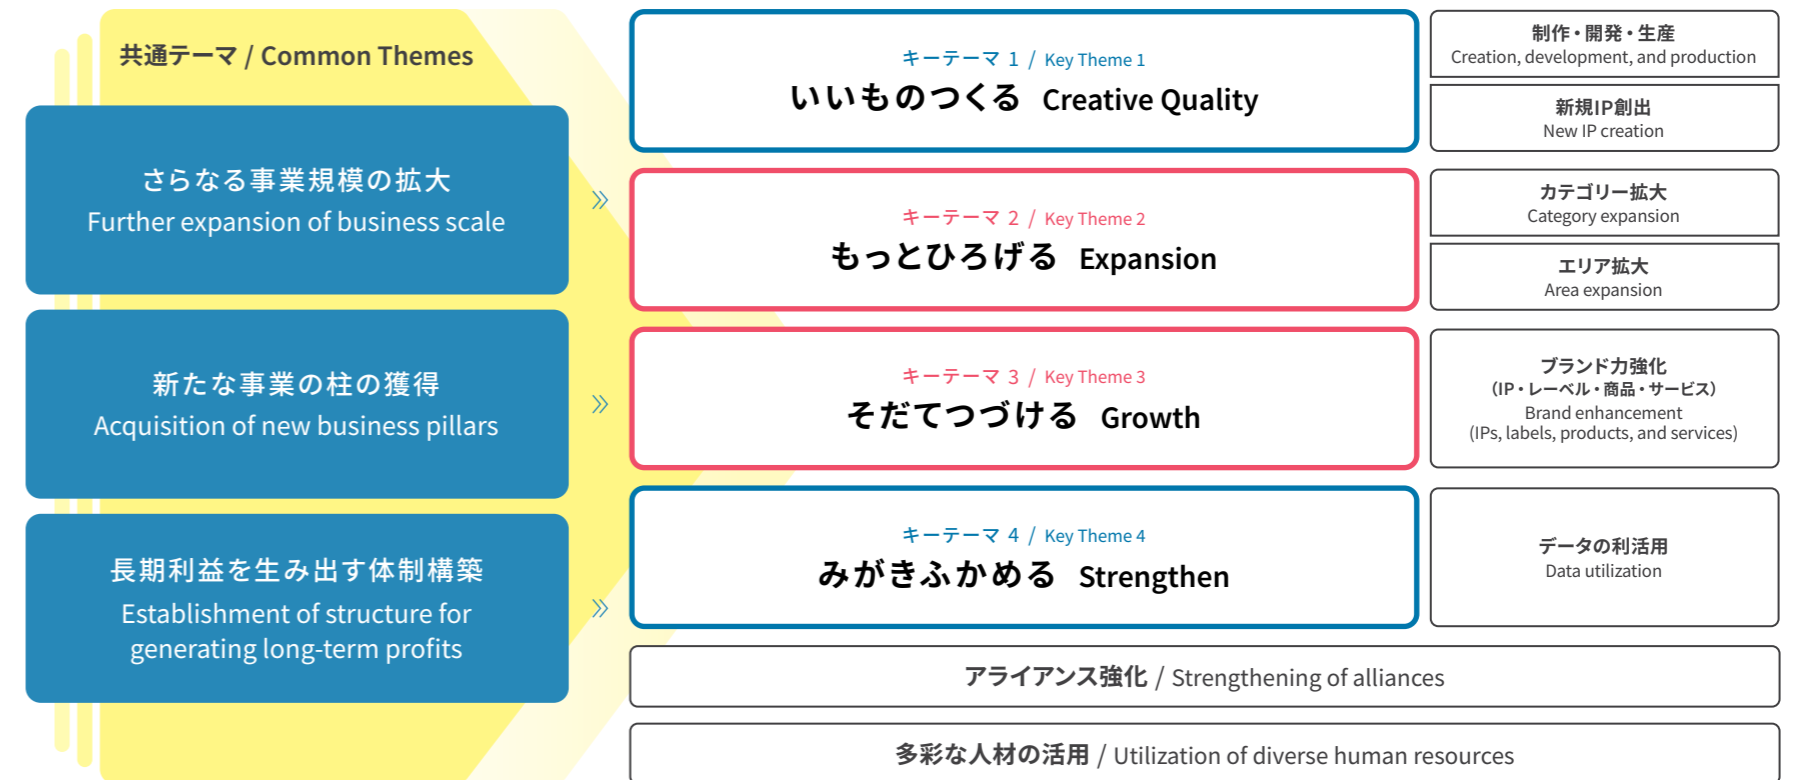 共通テーマ / Common Themes
さらなる事業規模の拡大
Further expansion of business scale
新たな事業の柱の獲得
Acquisition of new business pillars
長期利益を生み出す体制構築
Establishment of structure for
generating long-term profits
キーテーマ 1 / Key Theme 1
いいものつくる Creative Quality
制作・開発・生産
Creation, development, and production
新規IP創出
New IP creation
キーテーマ 2 / Key Theme 2
もっとひろげる Expansion
カテゴリー拡大
Category expansion
エリア拡大
Area expansion
キーテーマ 3 / Key Theme 3
そだてつづける Growth
ブランド力強化
（IP・レーベル・商品・サービス）
Brand enhancement
(IPs, labels, products, and services)
キーテーマ 4 / Key Theme 4
みがきふかめる Strengthen
データの利活用
Data utilization
アライアンス強化 / Strengthening of alliances
多彩な人材の活用 / Utilization of diverse human resources